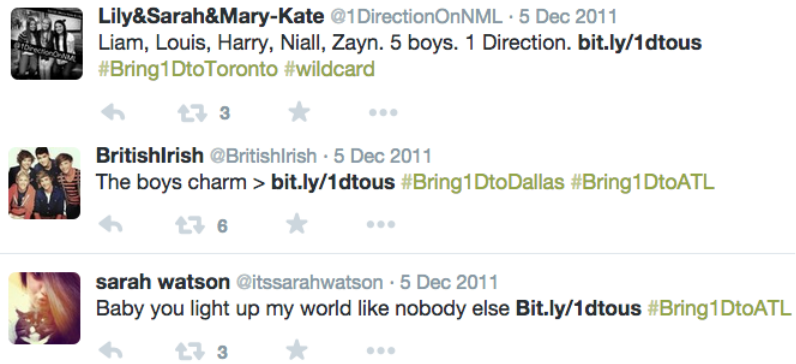 Lily&Sarah&Mary-Kate @1DirectionOnNML · 5 Dec 2011
Liam, Louis, Harry, Niall, Zayn. 5 boys. 1 Direction. bit.ly/1dtous
#Bring1DtoToronto #wildcard
@1DirectionOnNML
3
BritishIrish @BritishIrish · 5 Dec 2011
The boys charm > bit.ly/1dtous #Bring1DtoDallas #Bring1DtoATL
6
sarah watson @itssarahwatson · 5 Dec 2011
Baby you light up my world like nobody else Bit.ly/1dtous #Bring1DtoATL
3